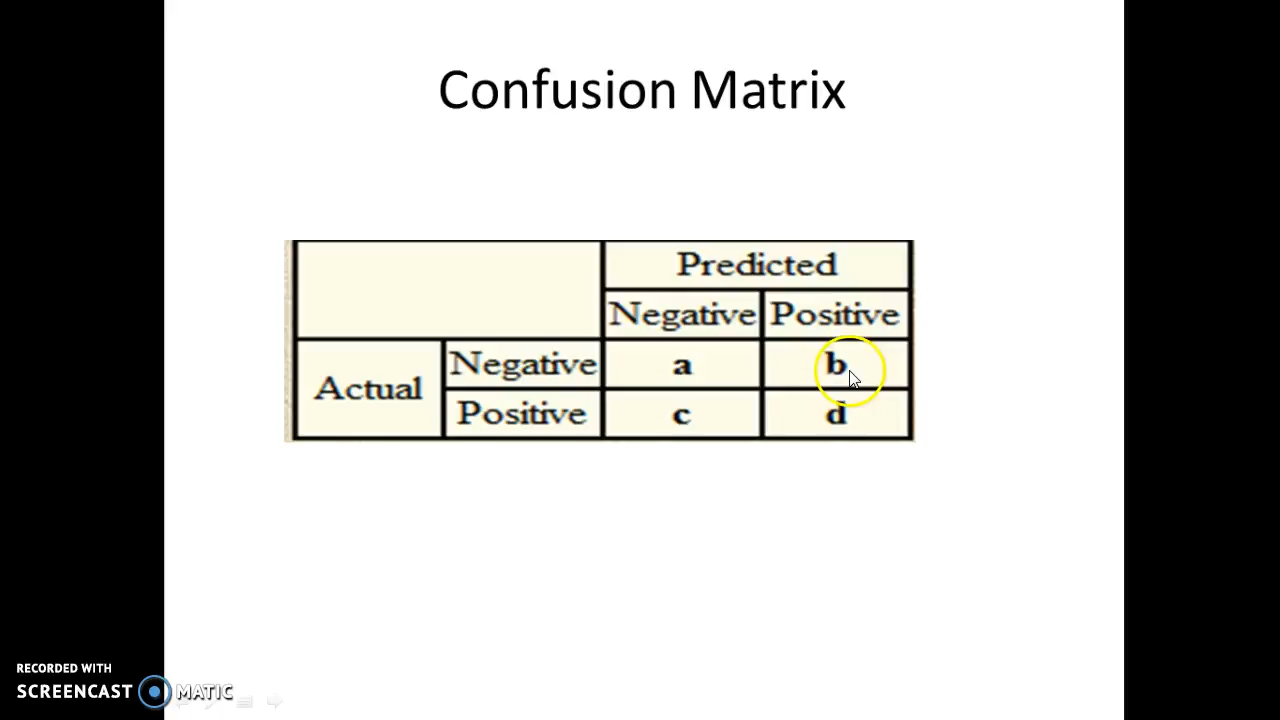 Confusion Matrix
Predicted
Negative Positive
Actual Negative a b
Positive c d
RECORDED WITH
SCREENCAST MATIC